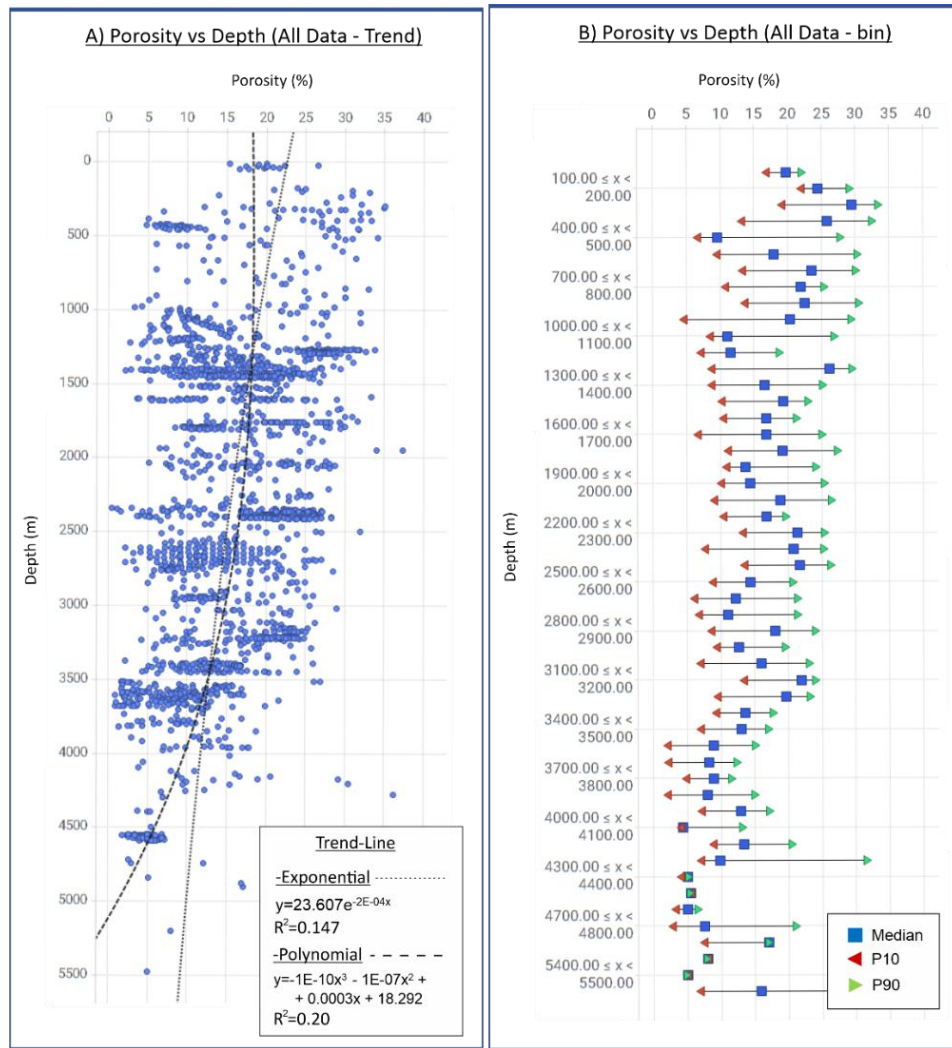 A) Porosity vs Depth (All Data - Trend)
Porosity (%)
0 5 10 15 20 25 30 35 40
Depth (m)
0
500
1000
1500
2000
2500
3000
3500
4000
4500
5000
5500
Trend-Line
-Exponential
y=23.607e-2E-04x
R2=0.147
-Polynomial
y=-1E-10x3 - 1E-07x2 +
+ 0.0003x + 18.292
R2=0.20
B) Porosity vs Depth (All Data - bin)
Porosity (%)
0 5 10 15 20 25 30 35 40
Depth (m)
100.00 ≤ x <
200.00
400.00 ≤ x <
500.00
700.00 ≤ x <
800.00
1000.00 ≤ x <
1100.00
1300.00 ≤ x <
1400.00
1600.00 ≤ x <
1700.00
1900.00 ≤ x <
2000.00
2200.00 ≤ x <
2300.00
2500.00 ≤ x <
2600.00
2800.00 ≤ x <
2900.00
3100.00 ≤ x <
3200.00
3400.00 ≤ x <
3500.00
3700.00 ≤ x <
3800.00
4000.00 ≤ x <
4100.00
4300.00 ≤ x <
4400.00
4700.00 ≤ x <
4800.00
5400.00 ≤ x <
5500.00
Median
P10
P90